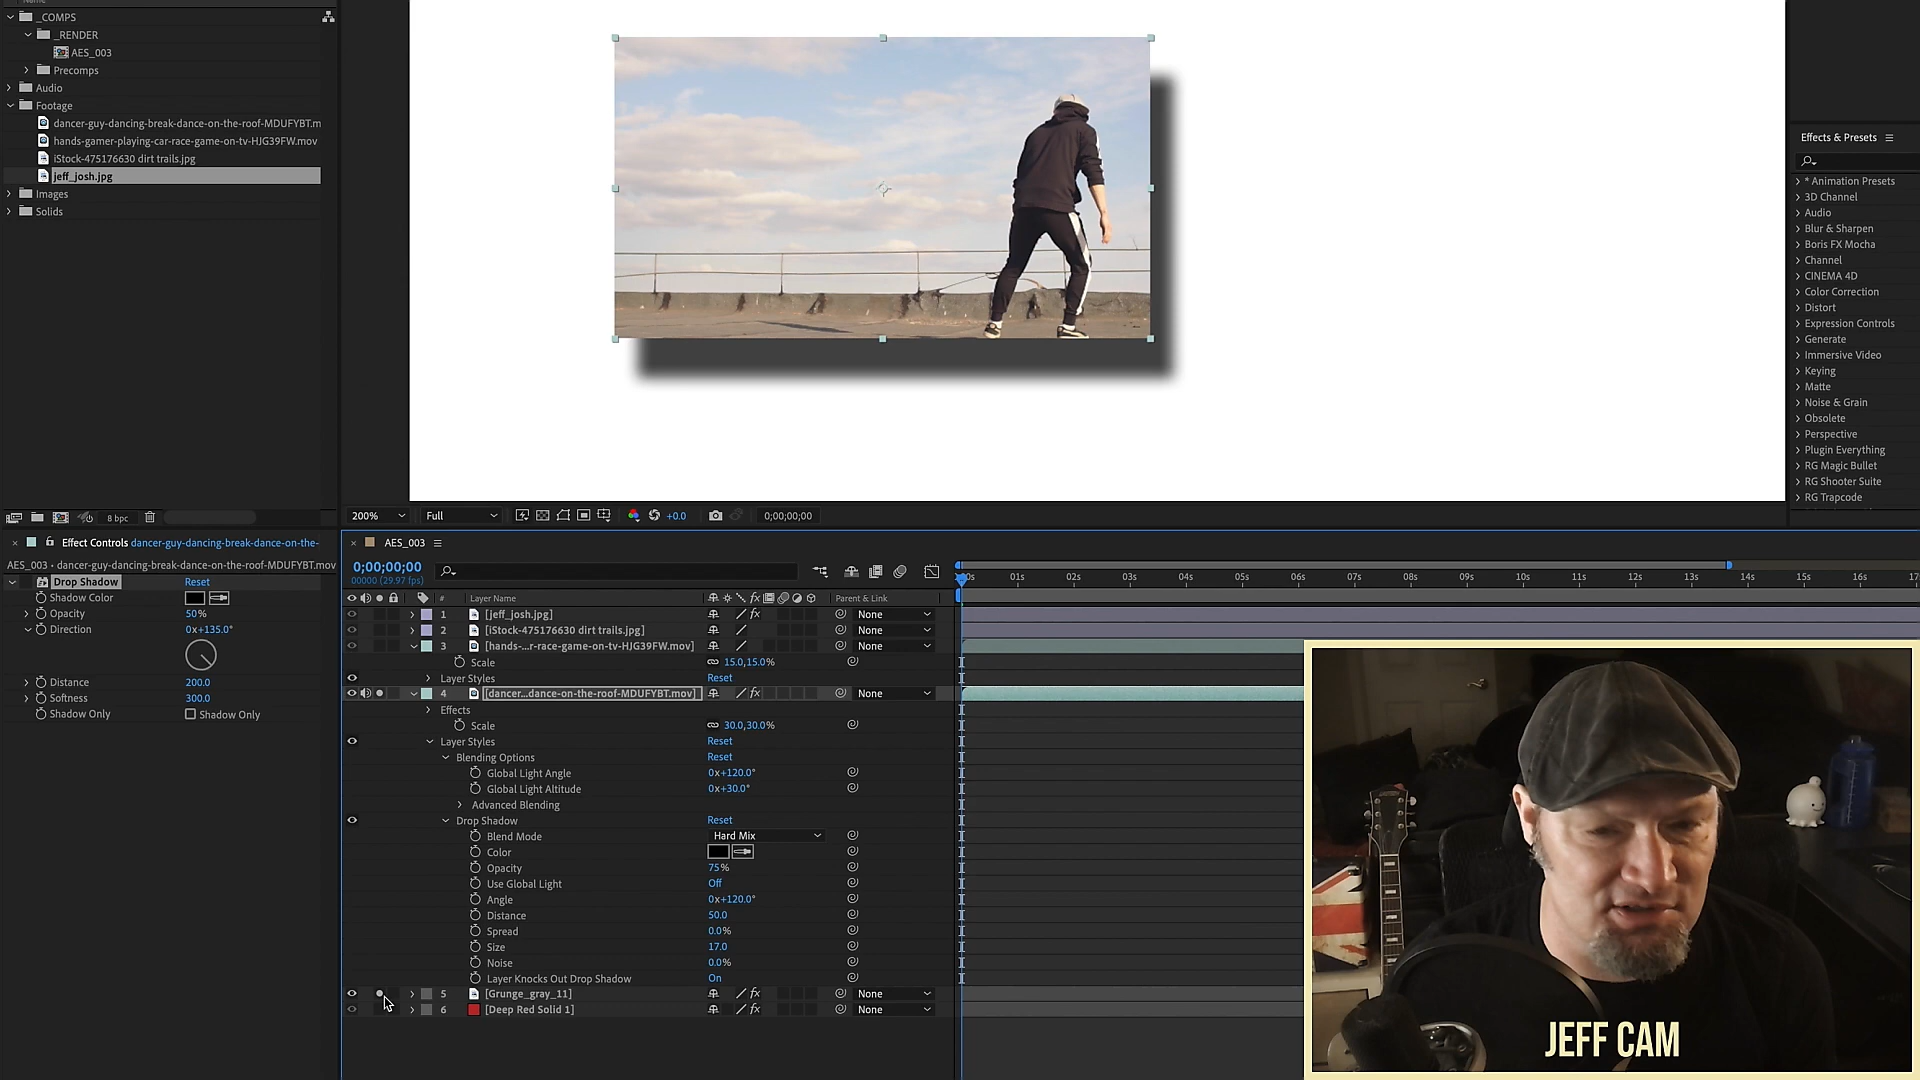 Name
_COMPS
_RENDER
AES_003
Precomps
Audio
Footage
dancer-guy-dancing-break-dance-on-the-roof-MDUFYBT.m
hands-gamer-playing-car-race-game-on-tv-HJG39FW.mov
iStock-475176630 dirt trails.jpg
jeff_josh.jpg
Images
Solids
8 bpc
Effects & Presets
* Animation Presets
3D Channel
Audio
Blur & Sharpen
Boris FX Mocha
Channel
CINEMA 4D
Color Correction
Distort
Expression Controls
Generate
Immersive Video
Keying
Matte
Noise & Grain
Obsolete
Perspective
Plugin Everything
RG Magic Bullet
RG Shooter Suite
RG Trapcode
200% Full +0.0 0;00;00;00
Effect Controls dancer-guy-dancing-break-dance-on-the-
AES_003 • dancer-guy-dancing-break-dance-on-the-roof-MDUFYBT.mov
Drop Shadow Reset
Shadow Color
Opacity 50%
Direction 0x+135.0°
Distance 200.0
Softness 300.0
Shadow Only Shadow Only
AES_003
0;00;00;00
00000 (29.97 fps)
0s 01s 02s 03s 04s 05s 06s 07s 08s 09s 10s 11s 12s 13s 14s 15s 16s 17
# Layer Name fx Parent & Link
1 [jeff_josh.jpg] fx None
2 [iStock-475176630 dirt trails.jpg] None
3 [hands-...r-race-game-on-tv-HJG39FW.mov] None
Scale 15.0,15.0%
Layer Styles Reset
4 [dancer...dance-on-the-roof-MDUFYBT.mov] fx None
Effects
Scale 30.0,30.0%
Layer Styles Reset
Blending Options Reset
Global Light Angle 0x+120.0°
Global Light Altitude 0x+30.0°
Advanced Blending
Drop Shadow Reset
Blend Mode Hard Mix
Color
Opacity 75%
Use Global Light Off
Angle 0x+120.0°
Distance 50.0
Spread 0.0%
Size 17.0
Noise 0.0%
Layer Knocks Out Drop Shadow On
5 [Grunge_gray_11] fx None
6 [Deep Red Solid 1] fx None
JEFF CAM